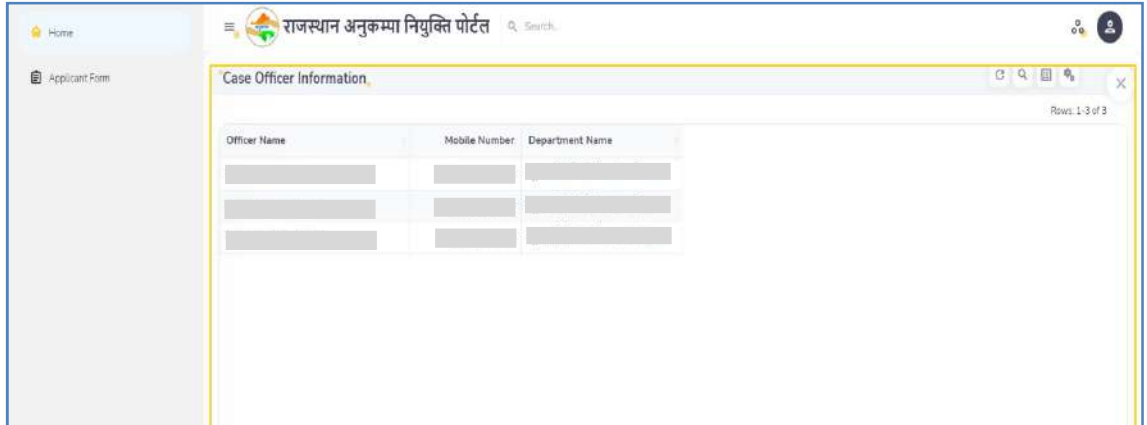 Home
राजस्थान अनुकम्पा नियुक्ति पोर्टल
Search..
Applicant Form
Case Officer Information
Rows: 1-3 of 3
Officer Name Mobile Number Department Name